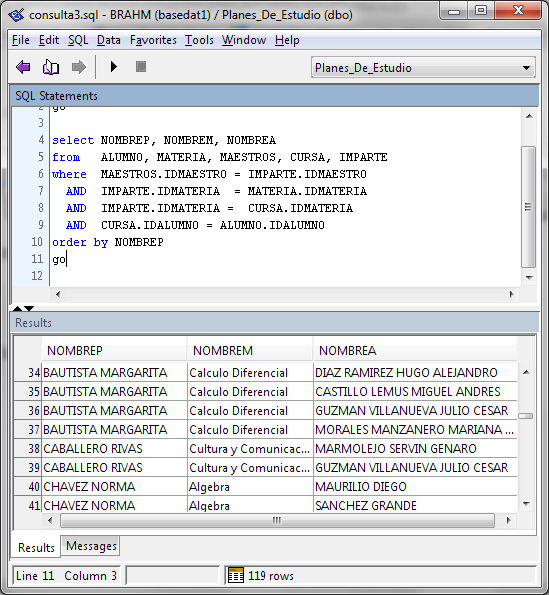 consulta3.sql - BRAHM (basedat1) / Planes_De_Estudio (dbo)
File Edit SQL Data Favorites Tools Window Help
Planes_De_Estudio
SQL Statements
2 go
3
4 select NOMBREP, NOMBREM, NOMBREA
5 from ALUMNO, MATERIA, MAESTROS, CURSA, IMPARTE
6 where MAESTROS.IDMAESTRO = IMPARTE.IDMAESTRO
7 AND IMPARTE.IDMATERIA = MATERIA.IDMATERIA
8 AND IMPARTE.IDMATERIA = CURSA.IDMATERIA
9 AND CURSA.IDALUMNO = ALUMNO.IDALUMNO
10 order by NOMBREP
11 go
12
Results
NOMBREP NOMBREM NOMBREA
34 BAUTISTA MARGARITA Calculo Diferencial DIAZ RAMIREZ HUGO ALEJANDRO
35 BAUTISTA MARGARITA Calculo Diferencial CASTILLO LEMUS MIGUEL ANDRES
36 BAUTISTA MARGARITA Calculo Diferencial GUZMAN VILLANUEVA JULIO CESAR
37 BAUTISTA MARGARITA Calculo Diferencial MORALES MANZANERO MARIANA ...
38 CABALLERO RIVAS Cultura y Comunicac... MARMOLEJO SERVIN GENARO
39 CABALLERO RIVAS Cultura y Comunicac... GUZMAN VILLANUEVA JULIO CESAR
40 CHAVEZ NORMA Algebra MAURILIO DIEGO
41 CHAVEZ NORMA Algebra SANCHEZ GRANDE
Results Messages
Line 11 Column 3 119 rows